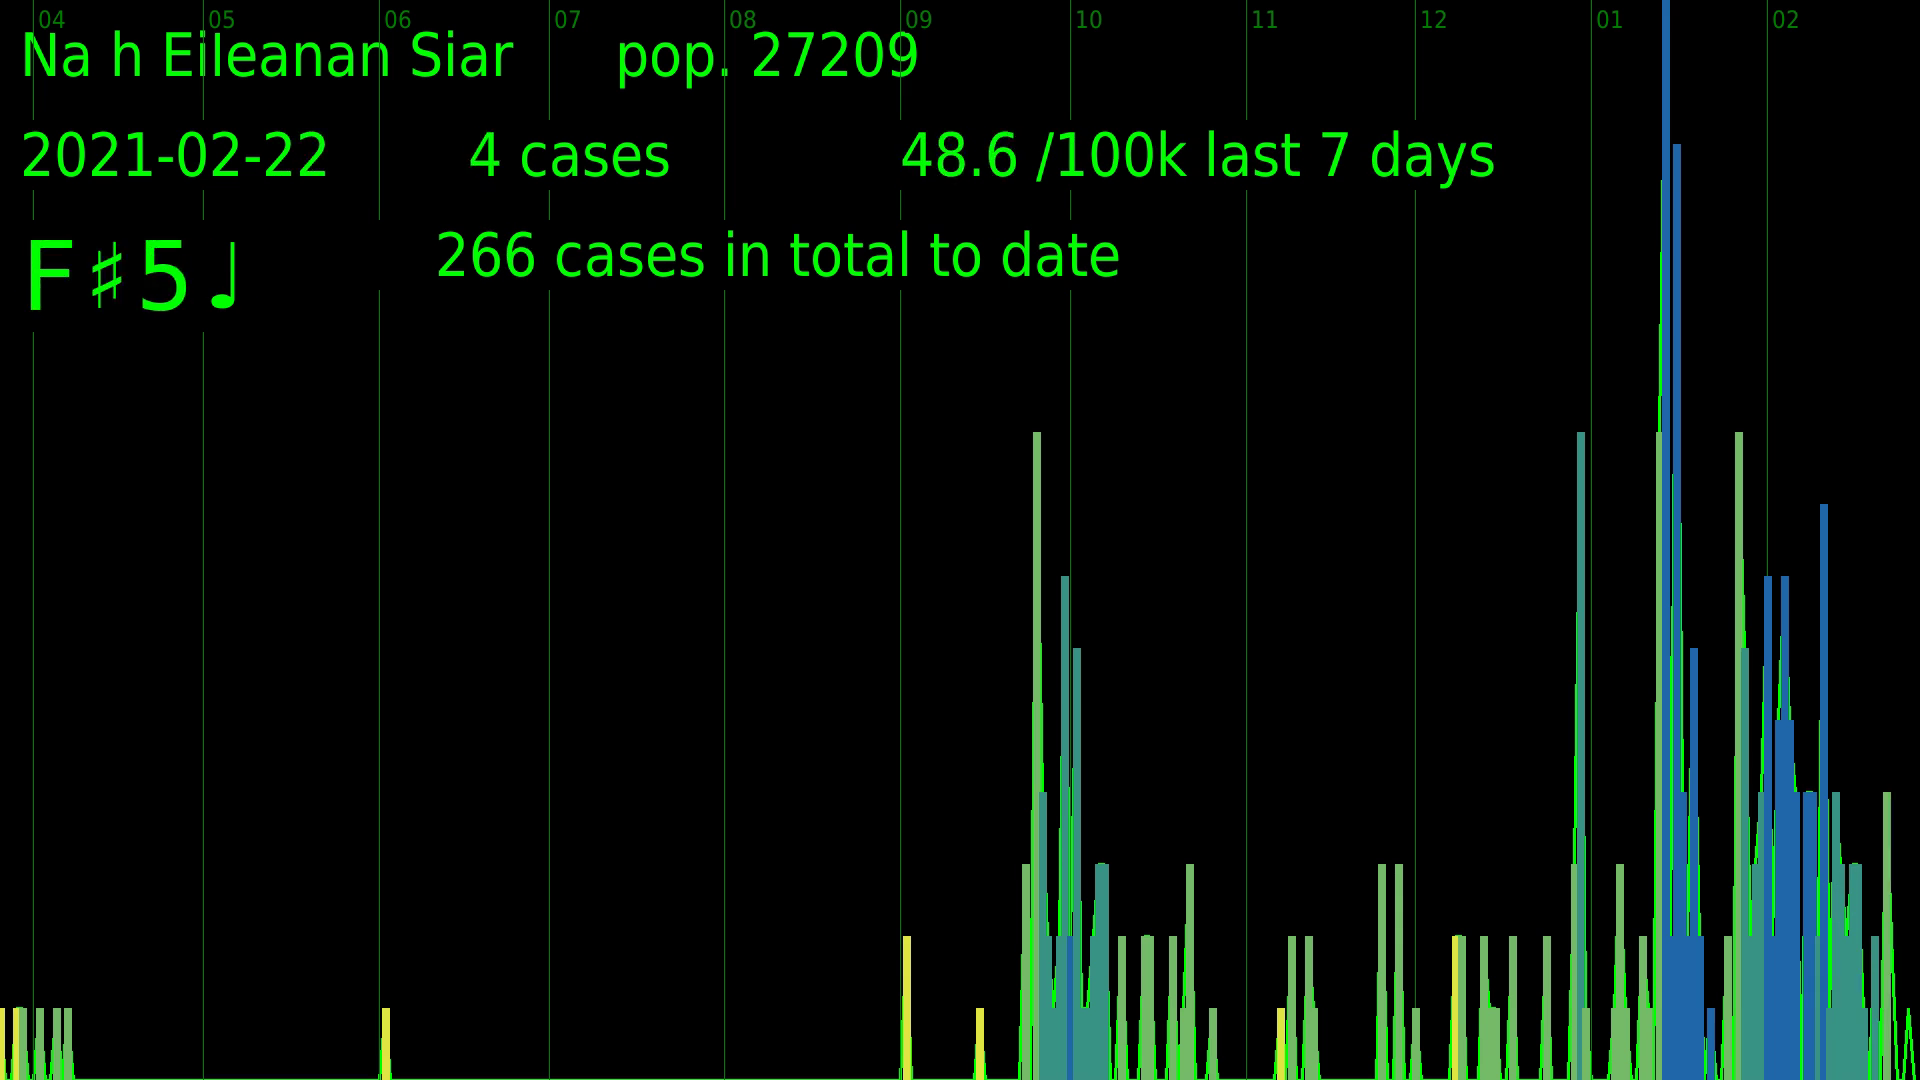 04 05 06 07 08 09 10 11 12 01 02
Na h Eileanan Siar pop. 27209
2021-02-22 4 cases 48.6 /100k last 7 days
F♯5♩ 266 cases in total to date